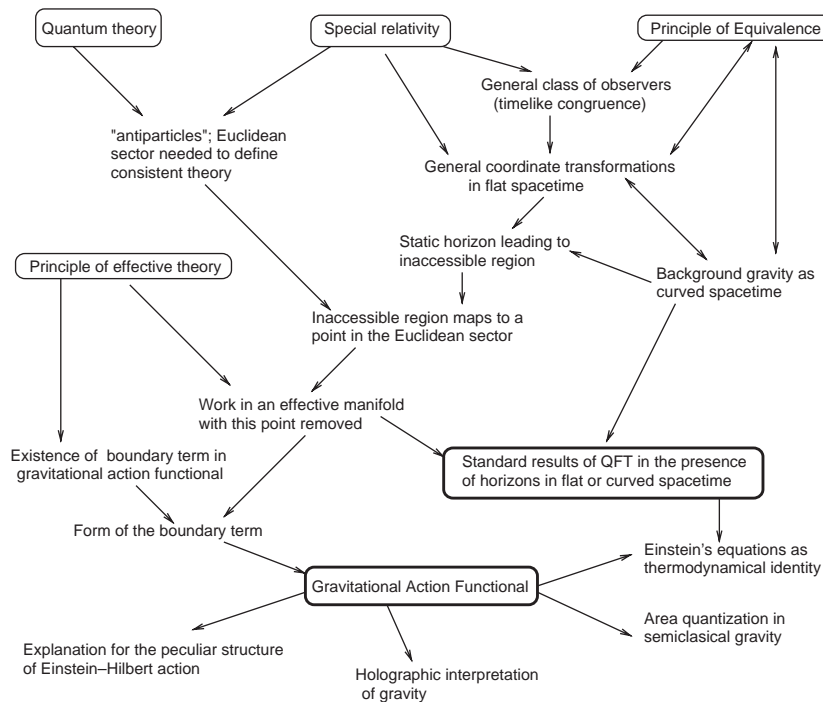 Quantum theory
Special relativity
Principle of Equivalence
General class of observers
(timelike congruence)
"antiparticles"; Euclidean
sector needed to define
consistent theory
General coordinate transformations
in flat spacetime
Static horizon leading to
inaccessible region
Principle of effective theory
Background gravity as
curved spacetime
Inaccessible region maps to a
point in the Euclidean sector
Work in an effective manifold
with this point removed
Existence of boundary term in
gravitational action functional
Standard results of QFT in the presence
of horizons in flat or curved spacetime
Form of the boundary term
Einstein's equations as
thermodynamical identity
Gravitational Action Functional
Area quantization in
semiclasical gravity
Explanation for the peculiar structure
of Einstein–Hilbert action
Holographic interpretation
of gravity